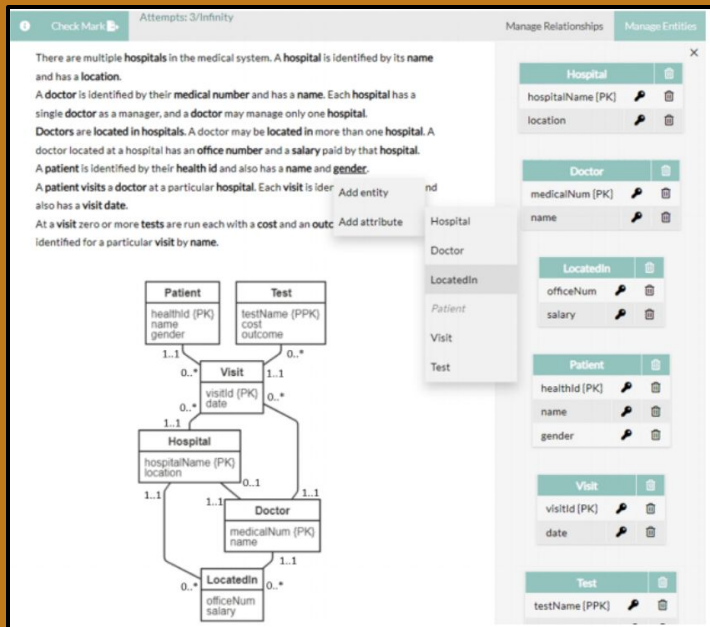 Check Mark
Attempts: 3/Infinity
Manage Relationships
Manage Entities
There are multiple hospitals in the medical system. A hospital is identified by its name
and has a location.
A doctor is identified by their medical number and has a name. Each hospital has a
single doctor as a manager, and a doctor may manage only one hospital.
Doctors are located in hospitals. A doctor may be located in more than one hospital. A
doctor located at a hospital has an office number and a salary paid by that hospital.
A patient is identified by their health id and also has a name and gender.
A patient visits a doctor at a particular hospital. Each visit is iden nd
also has a visit date.
At a visit zero or more tests are run each with a cost and an outc
identified for a particular visit by name.
Add entity
Add attribute
Hospital
Doctor
LocatedIn
Patient
Visit
Test
Patient
healthId {PK}
name
gender
Test
testName {PPK}
cost
outcome
1..1
0..*
0..*
Visit
1..1
visitId {PK}
date
0..*
0..*
1..1
Hospital
hospitalName {PK}
location
0..1
1..1
1..1
1..1
Doctor
medicalNum {PK}
name
1..1
0..*
LocatedIn
0..*
officeNum
salary
Hospital
hospitalName {PK}
location
Doctor
medicalNum {PK}
name
LocatedIn
officeNum
salary
Patient
healthId {PK}
name
gender
Visit
visitId {PK}
date
Test
testName {PPK}